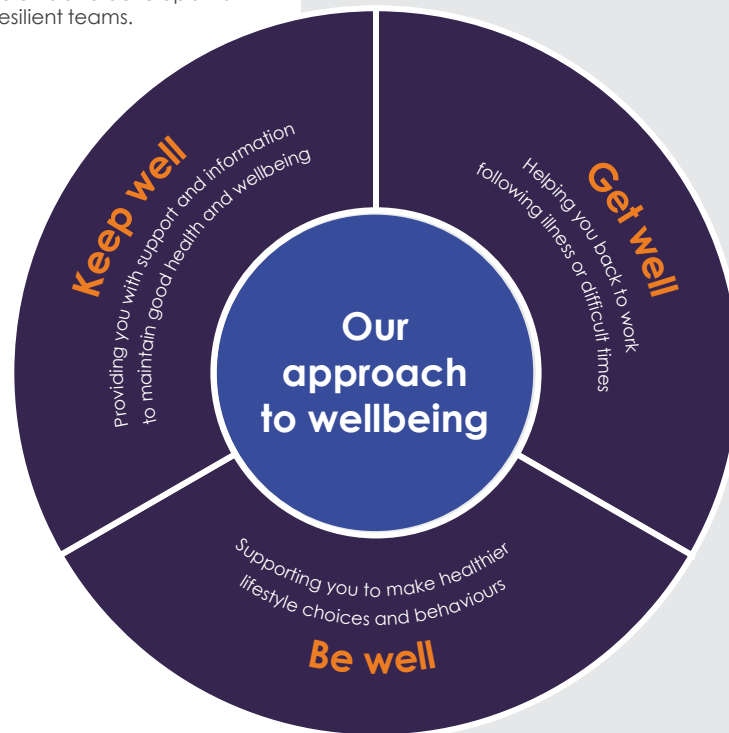 resilient teams.
Keep well
Providing you with support and information
to maintain good health and wellbeing
Get well
Helping you back to work
following illness or difficult times
Our
approach
to wellbeing
Supporting you to make healthier
lifestyle choices and behaviours
Be well